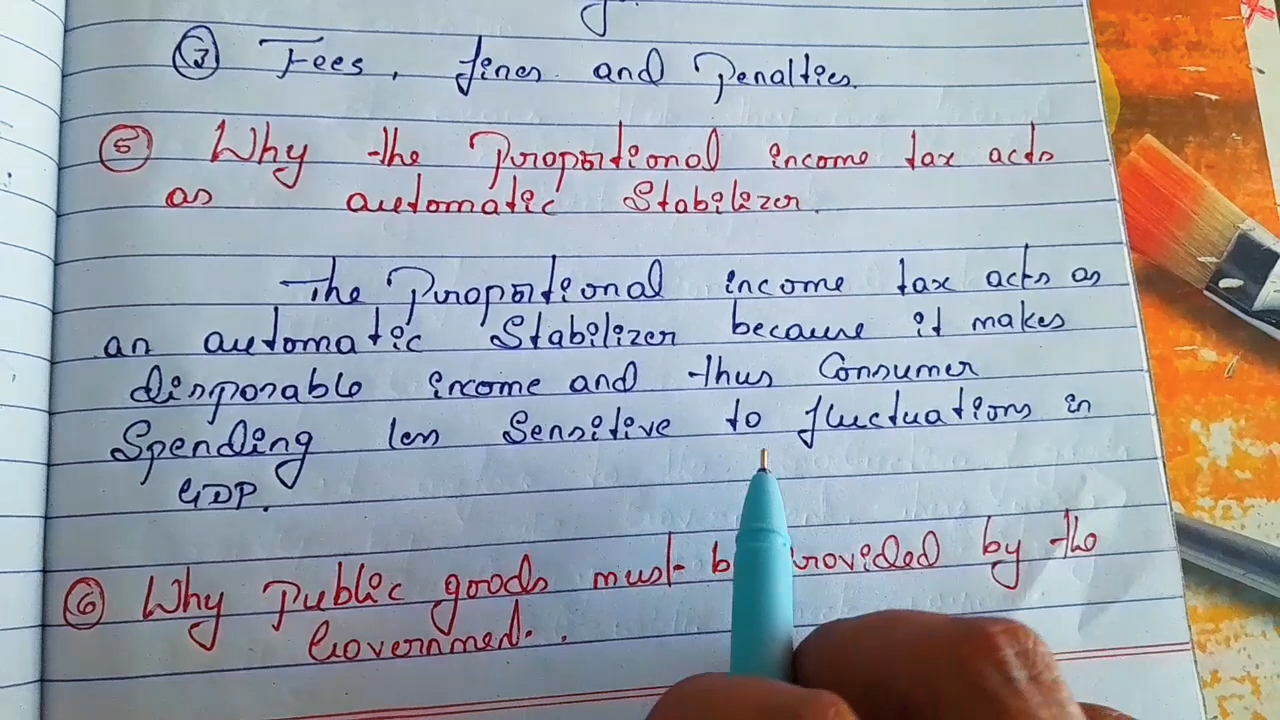 ③ Fees, fines and Penalties.
⑤ Why the Proportional income tax acts
as automatic Stabilizer.
The Proportional income tax acts as
an automatic Stabilizer because it makes
disposable income and thus Consumer
Spending less Sensitive to fluctuations in
GDP.
⑥ Why Public goods must be provided by the
Government.